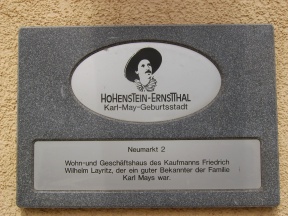 HOHENSTEIN-ERNSTTHAL
Karl-May-Geburtsstadt
Neumarkt 2
Wohn-und Geschäftshaus des Kaufmanns Friedrich
Wilhelm Layritz, der ein guter Bekannter der Familie
Karl Mays war.